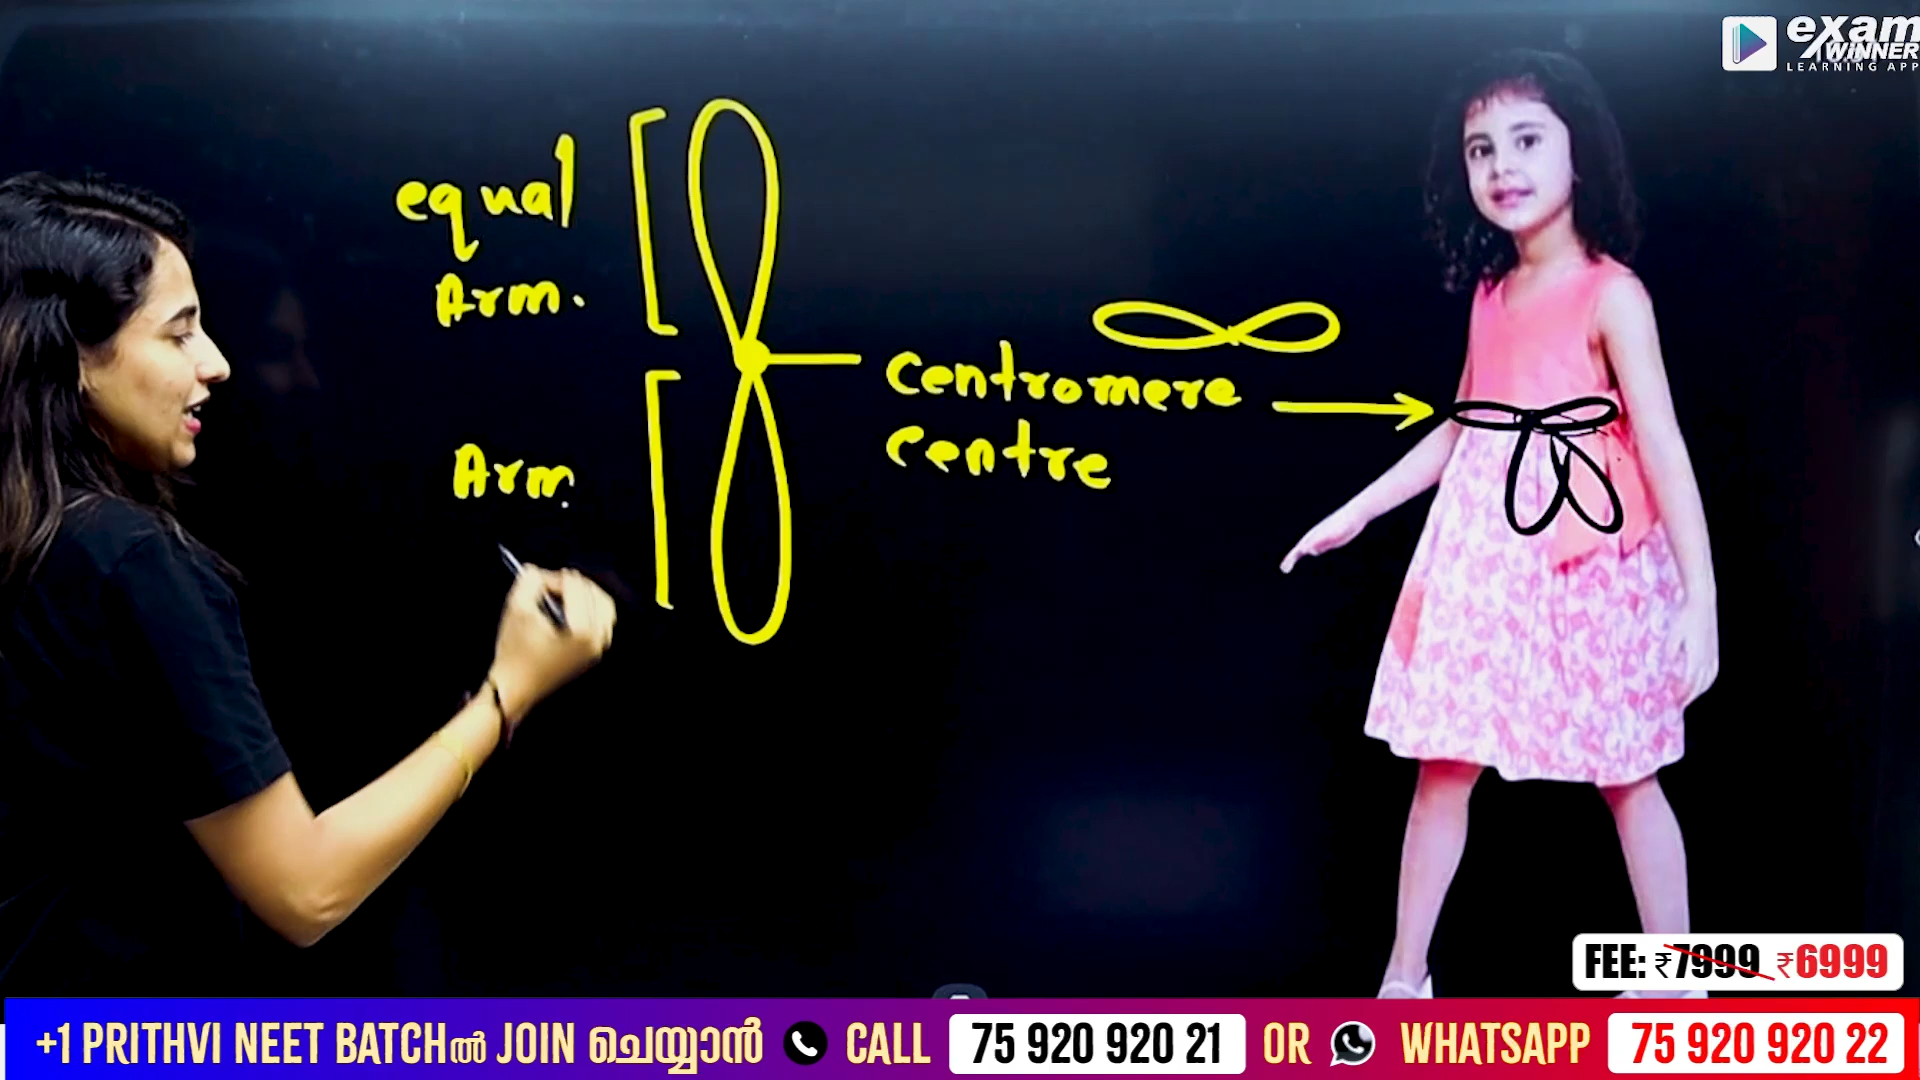 exam
WINNER
LEARNING APP
equal
Arm.
Arm.
centromere
centre
FEE: ₹7999 ₹6999
+1 PRITHVI NEET BATCHൽ JOIN ചെയ്യാൻ CALL 75 920 920 21 OR WHATSAPP 75 920 920 22